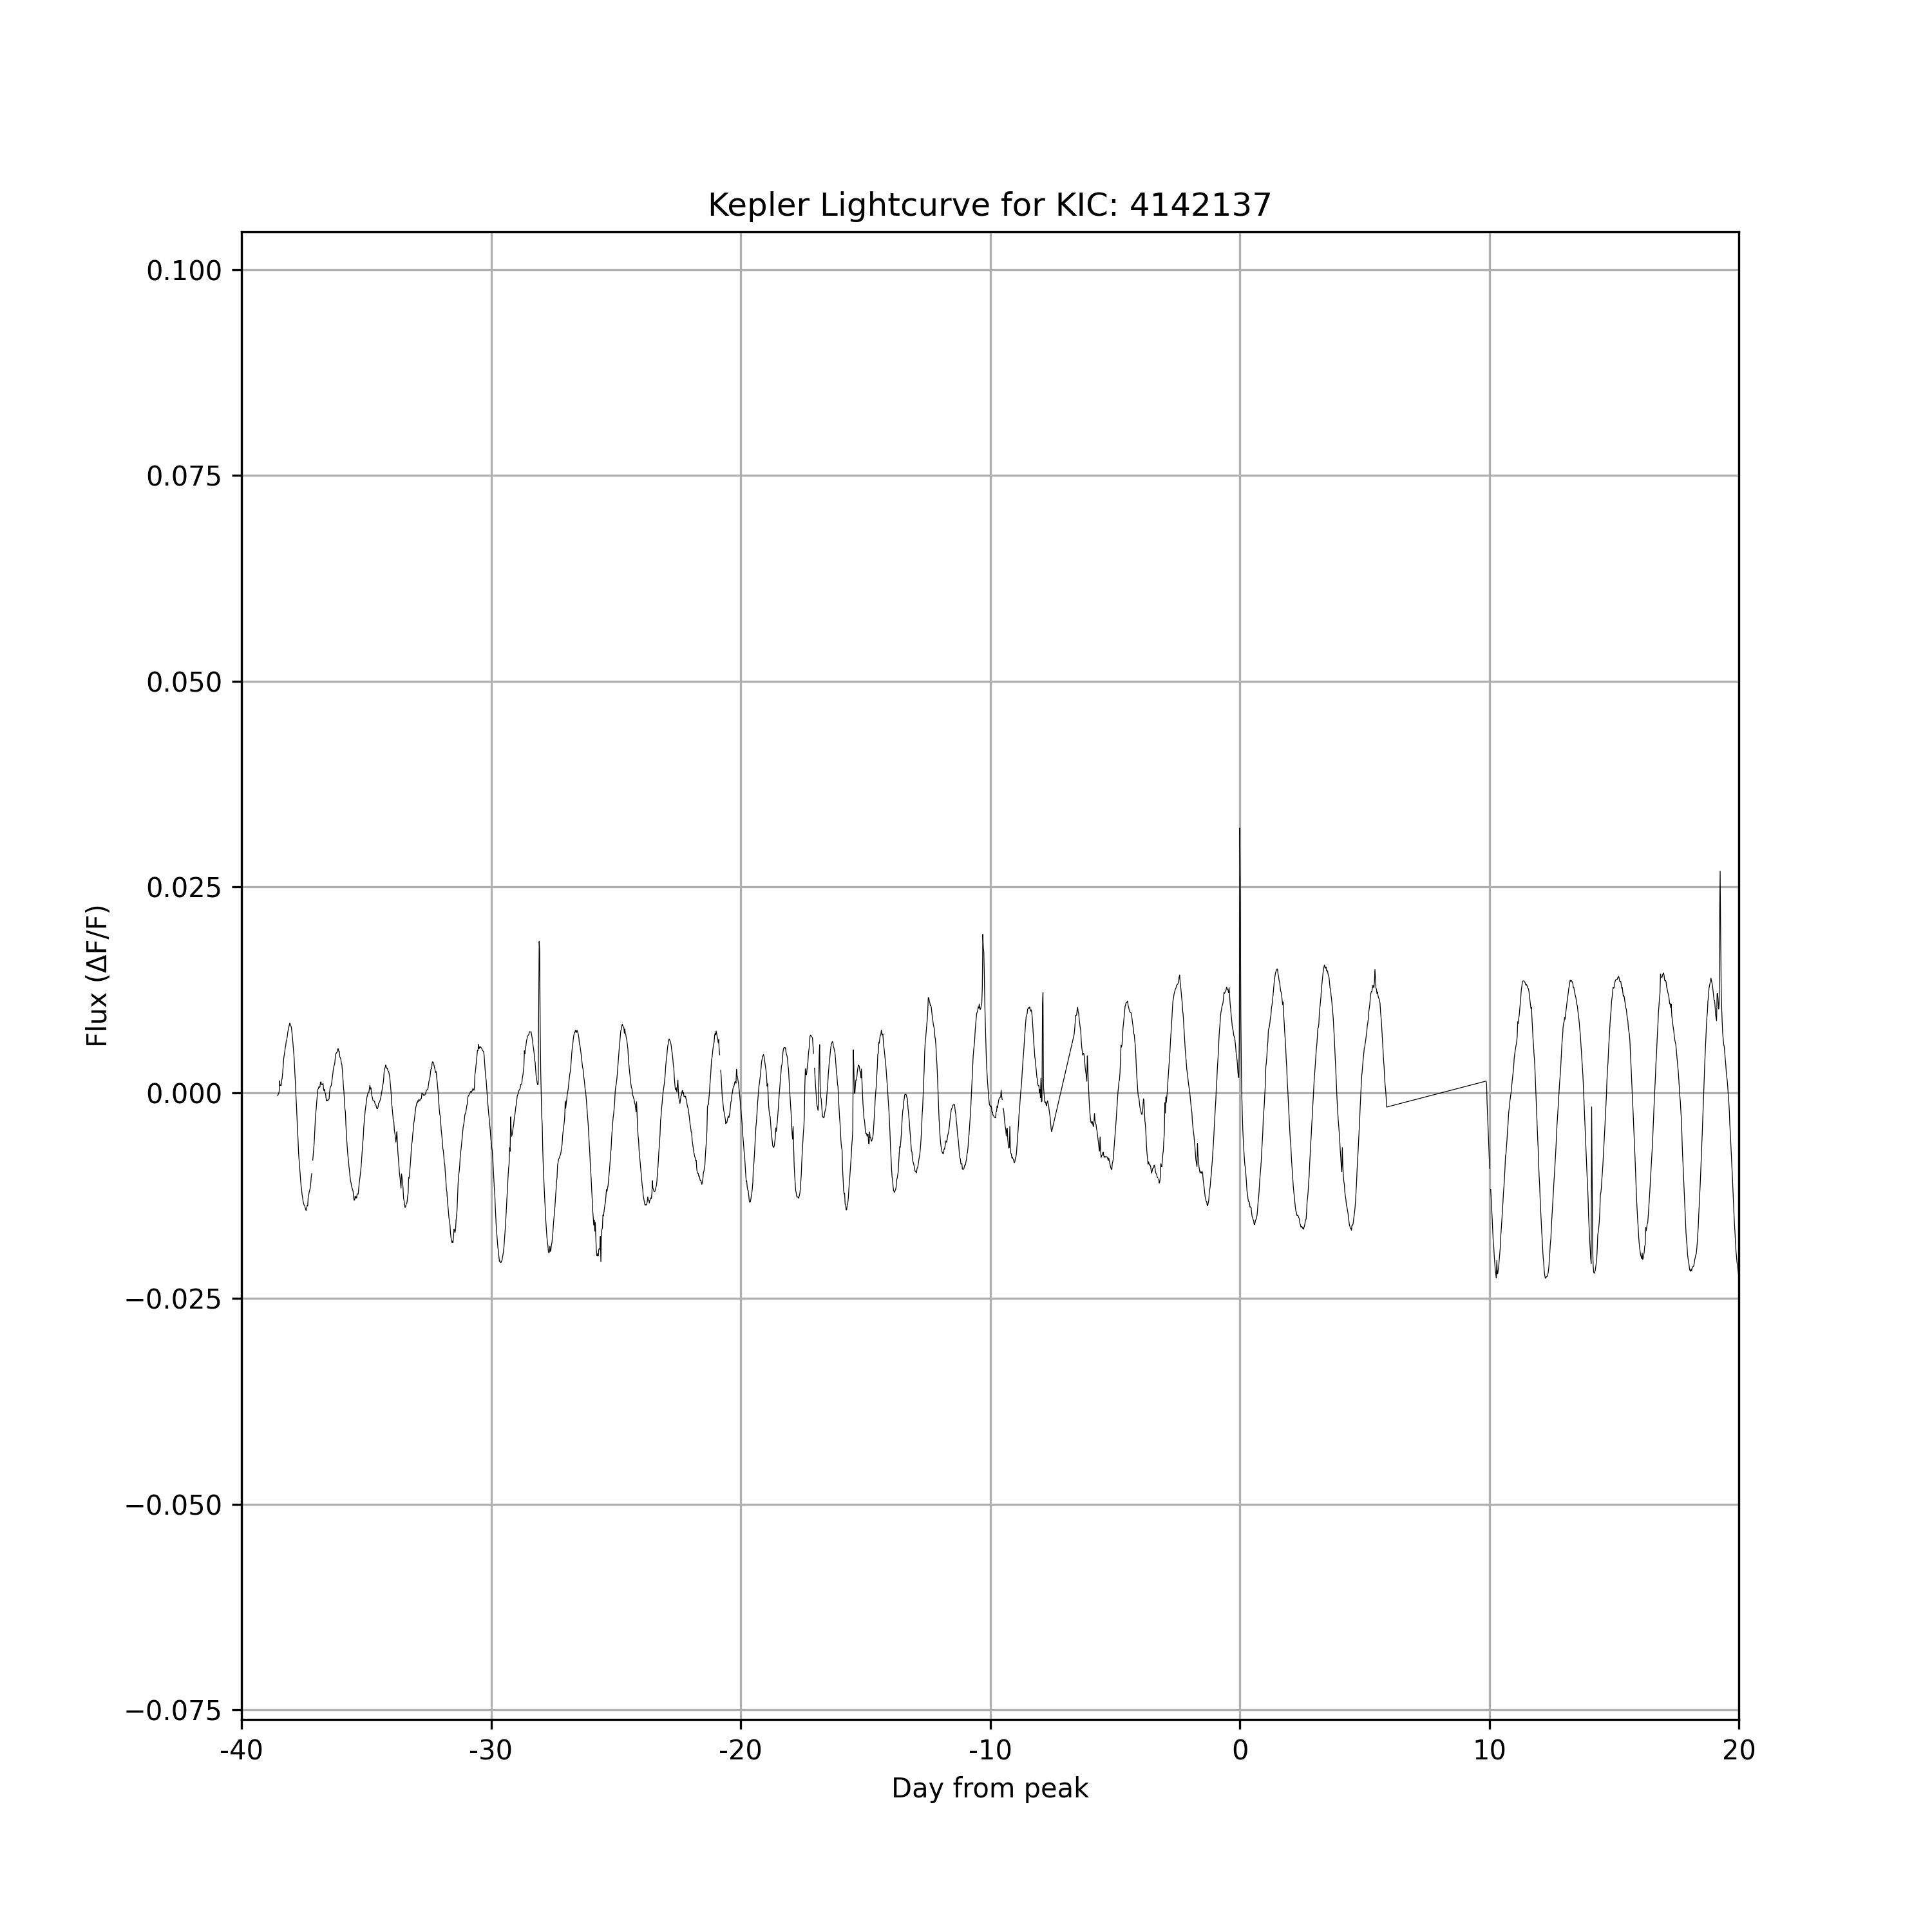 Kepler Lightcurve for KIC: 4142137
0.100
0.075
0.050
0.025
0.000
−0.025
−0.050
−0.075
Flux (ΔF/F)
-40 -30 -20 -10 0 10 20
Day from peak